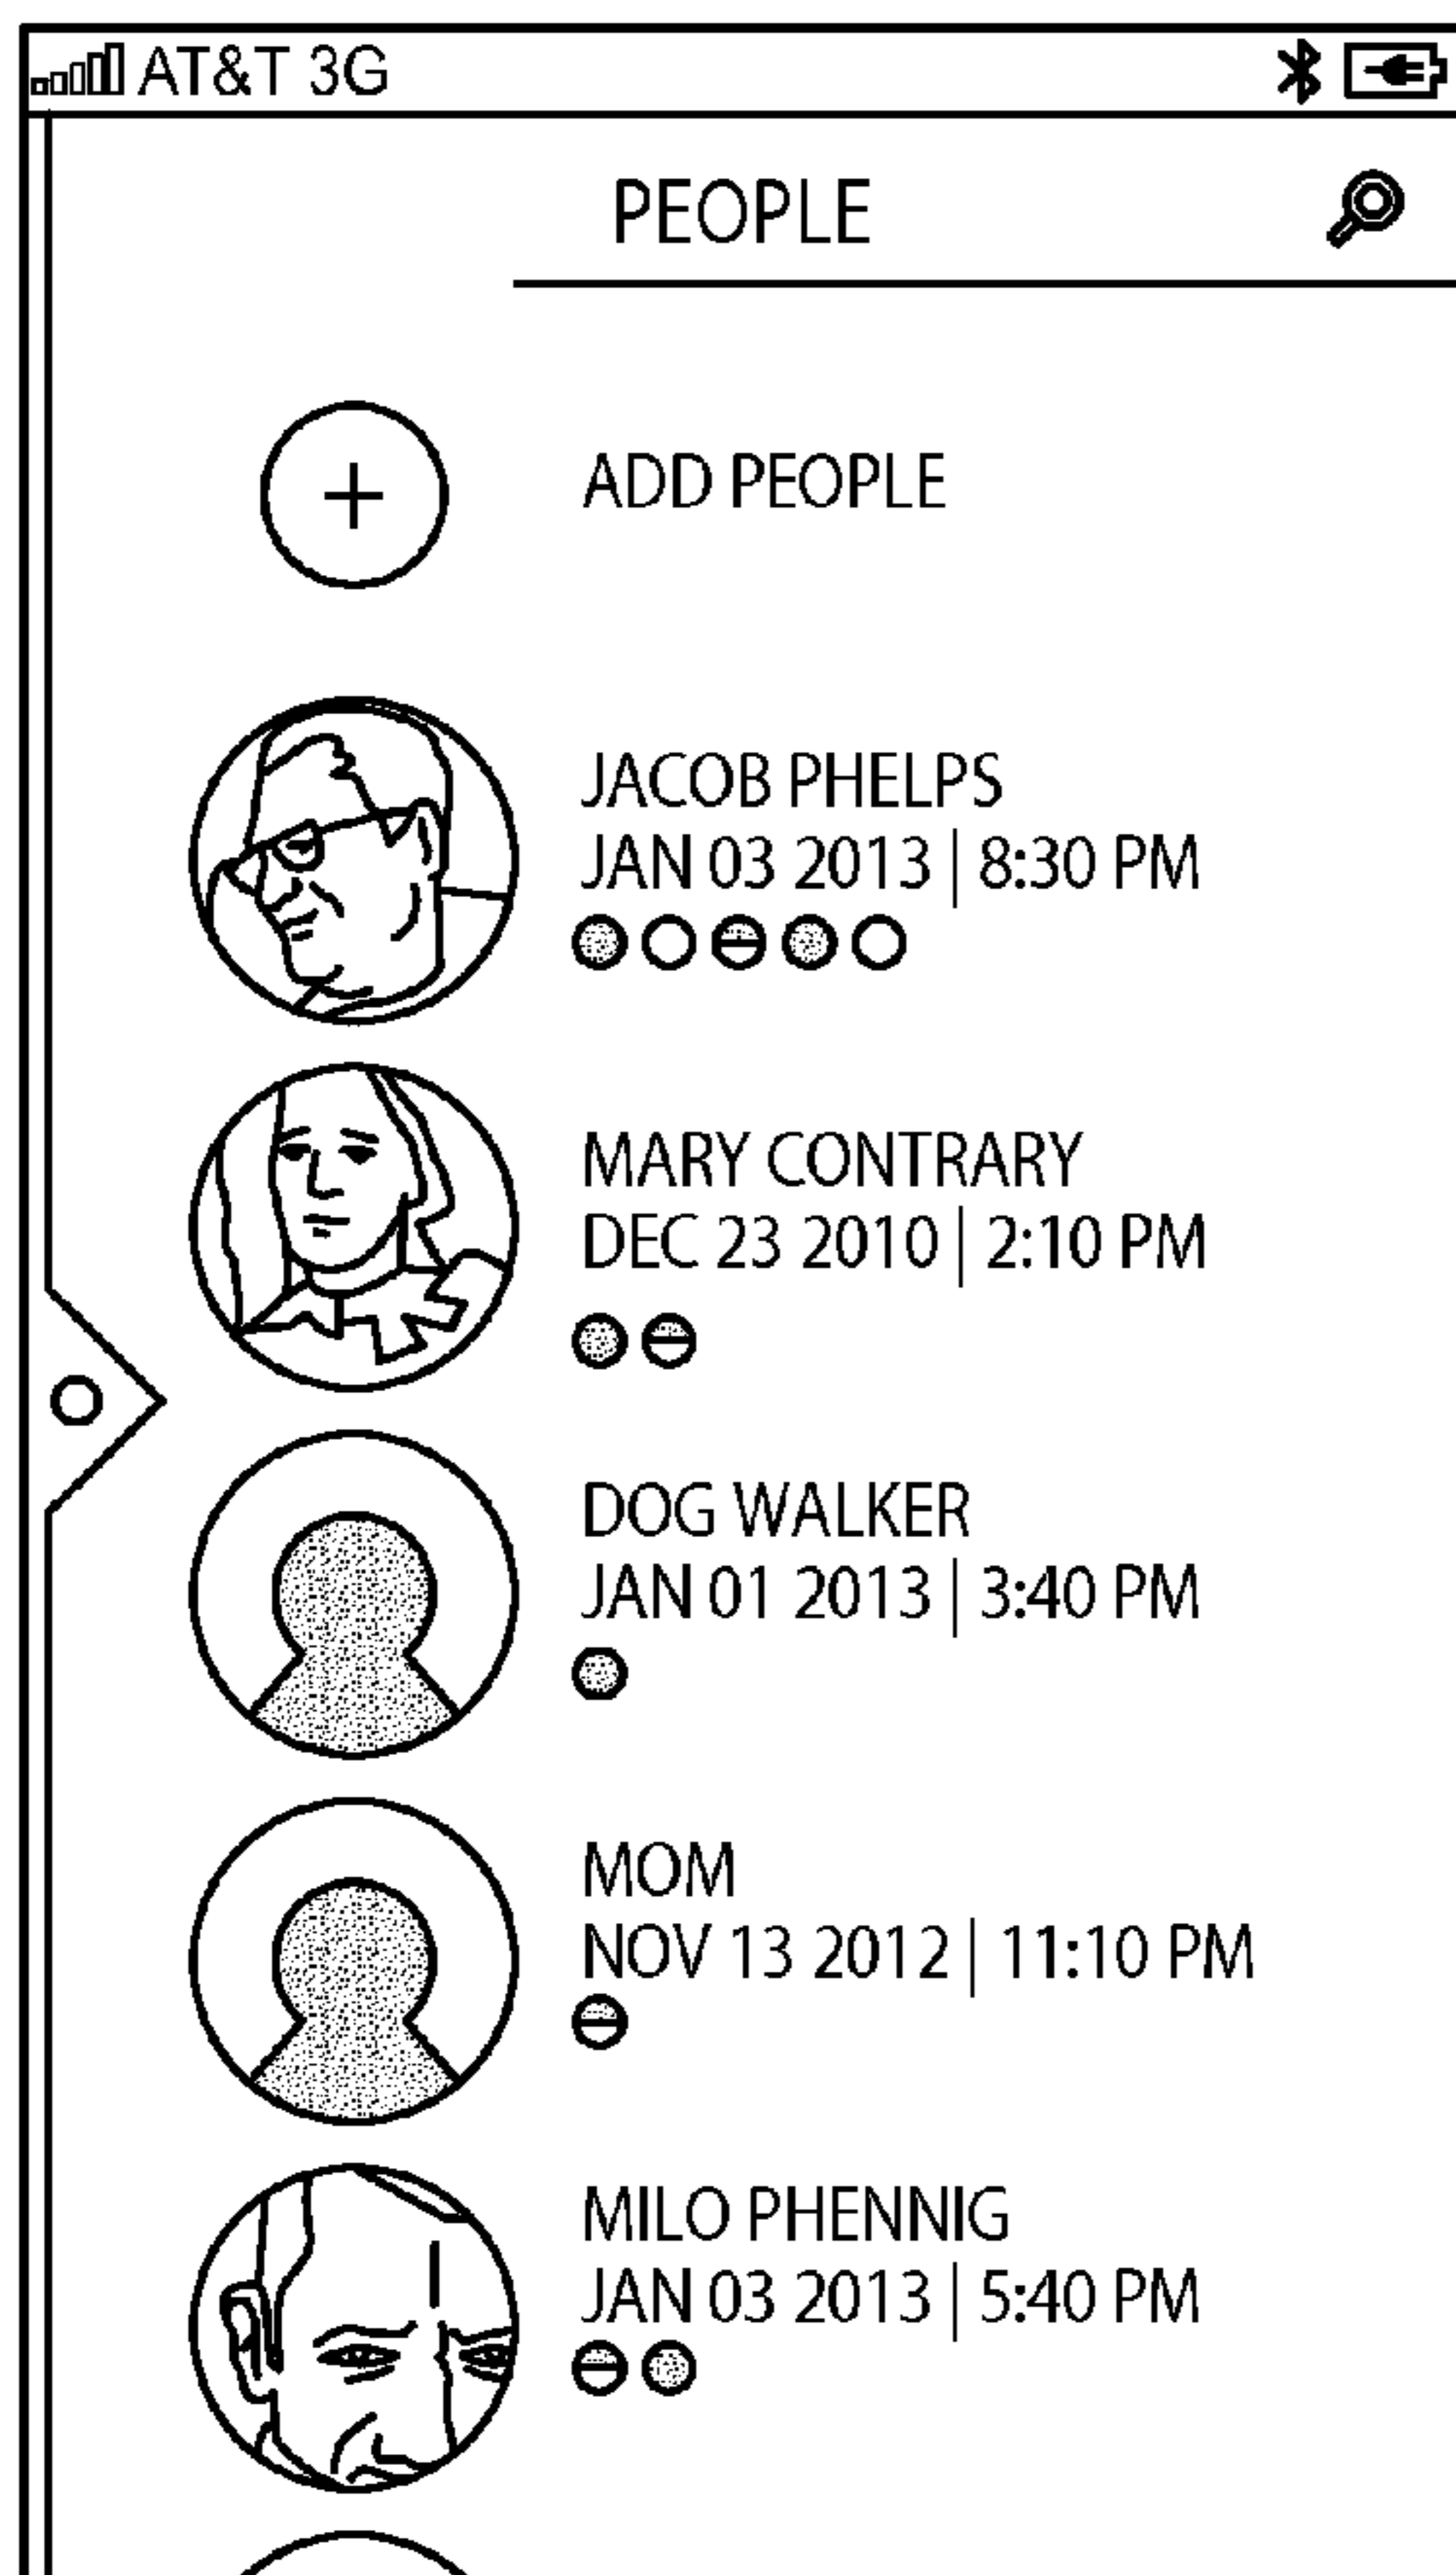 AT&T 3G
PEOPLE
ADD PEOPLE
JACOB PHELPS
JAN 03 2013 | 8:30 PM
MARY CONTRARY
DEC 23 2010 | 2:10 PM
DOG WALKER
JAN 01 2013 | 3:40 PM
MOM
NOV 13 2012 | 11:10 PM
MILO PHENNIG
JAN 03 2013 | 5:40 PM